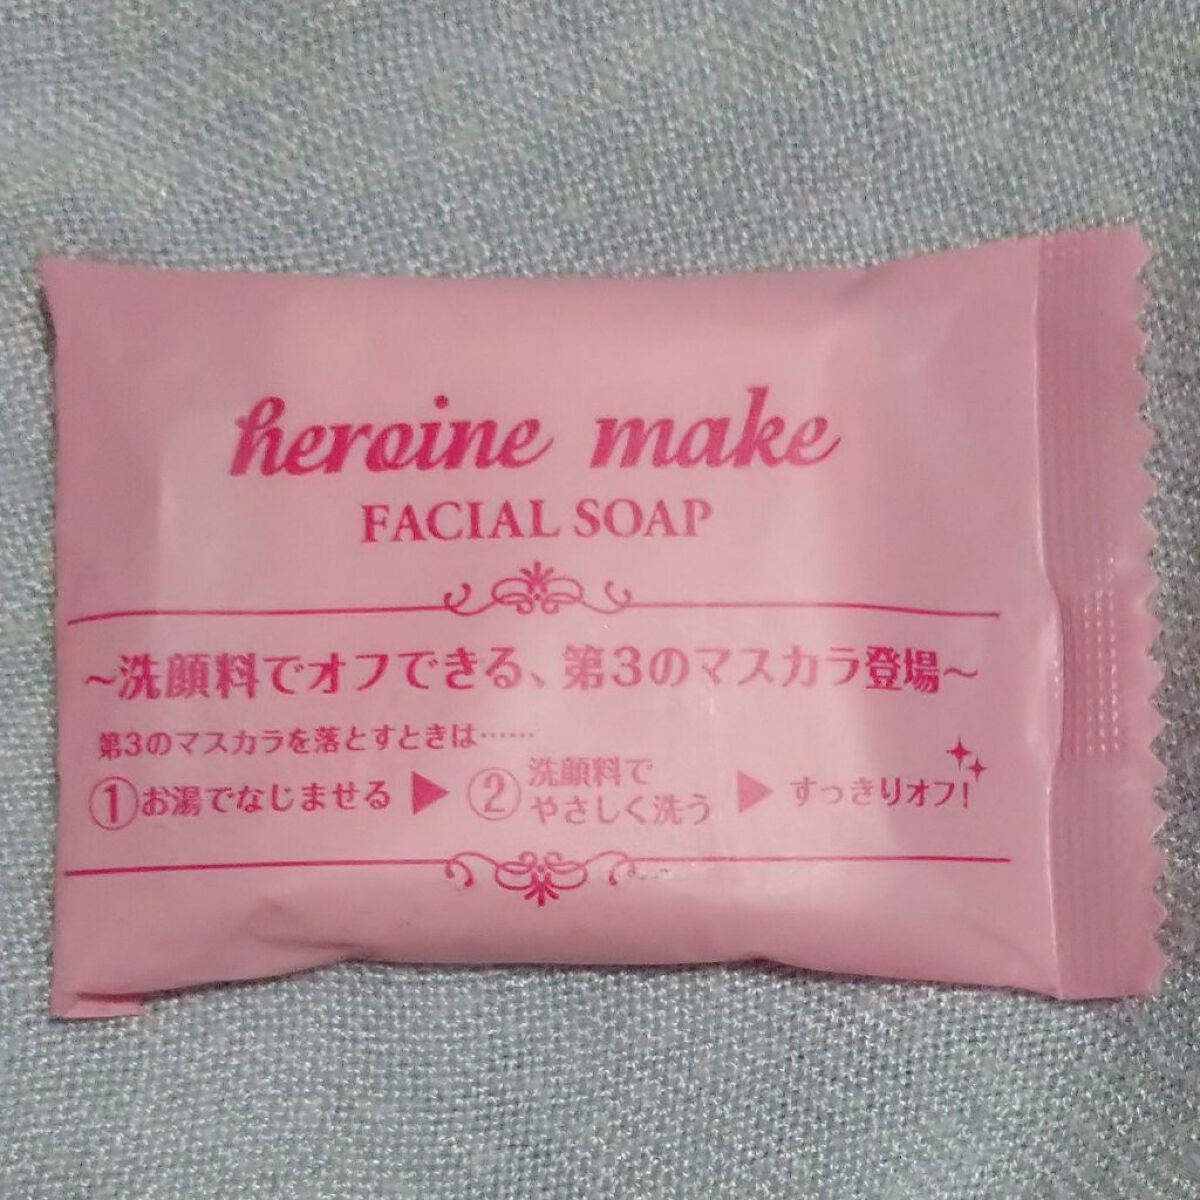 heroine make
FACIAL SOAP
～洗顔料でオフできる、第3のマスカラ登場～
第3のマスカラを落とすときは……
①お湯でなじませる ▶ ②洗顔料で
やさしく洗う ▶ すっきりオフ!